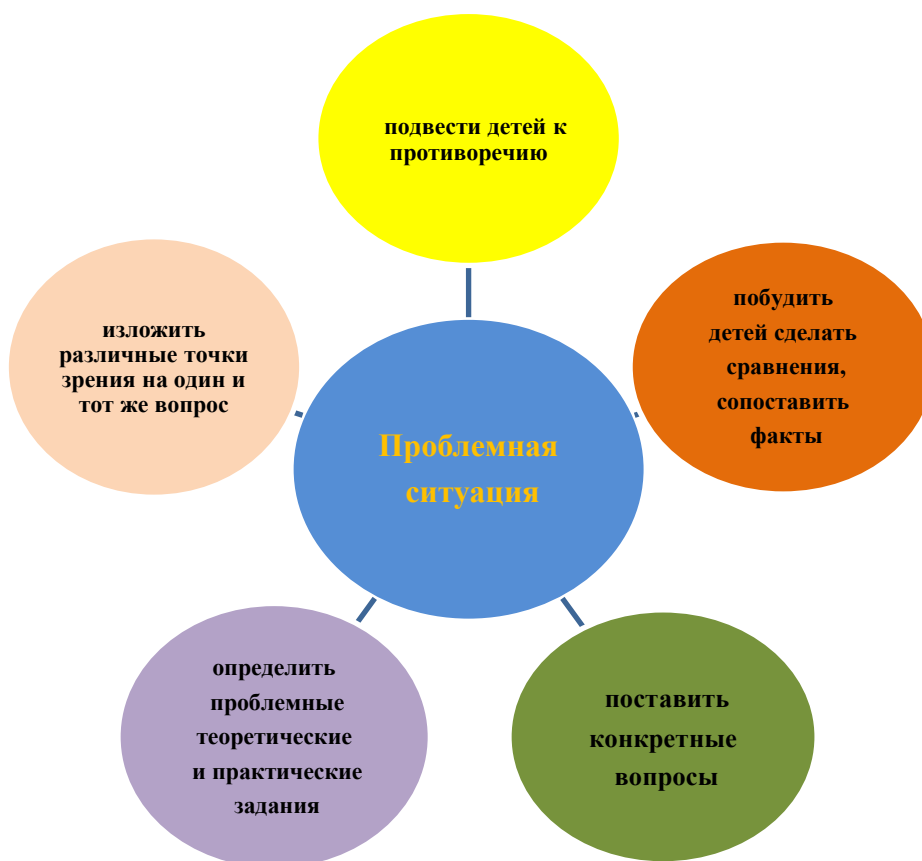 подвести детей к
противоречию
изложить
различные точки
зрения на один и
тот же вопрос
побудить
детей сделать
сравнения,
сопоставить
факты
Проблемная
ситуация
определить
проблемные
теоретические
и практические
задания
поставить
конкретные
вопросы